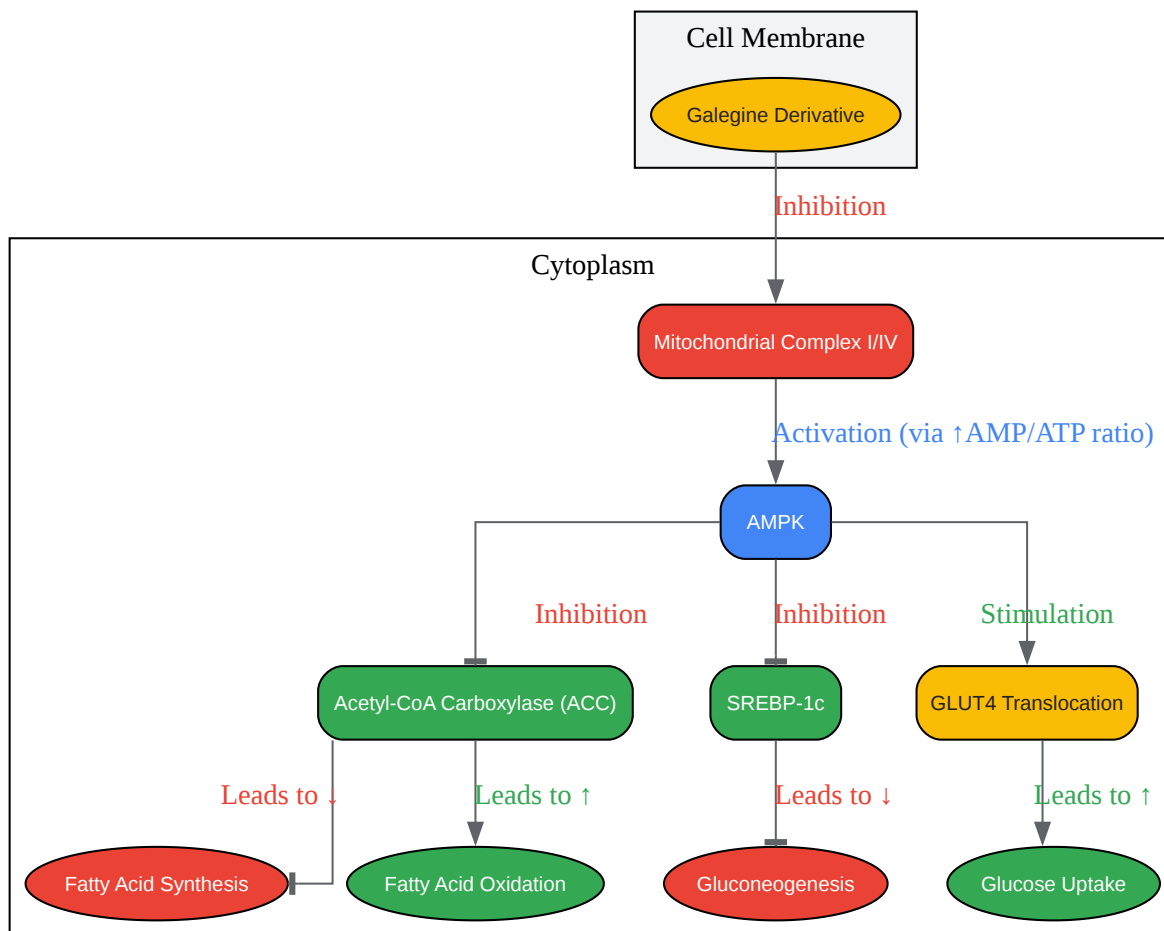 Cell Membrane
Galegine Derivative
Inhibition
Cytoplasm
Mitochondrial Complex I/IV
Activation (via ↑AMP/ATP ratio)
AMPK
Inhibition
Inhibition
Stimulation
Acetyl-CoA Carboxylase (ACC)
SREBP-1c
GLUT4 Translocation
Leads to ↓
Leads to ↑
Leads to ↓
Leads to ↑
Fatty Acid Synthesis
Fatty Acid Oxidation
Gluconeogenesis
Glucose Uptake